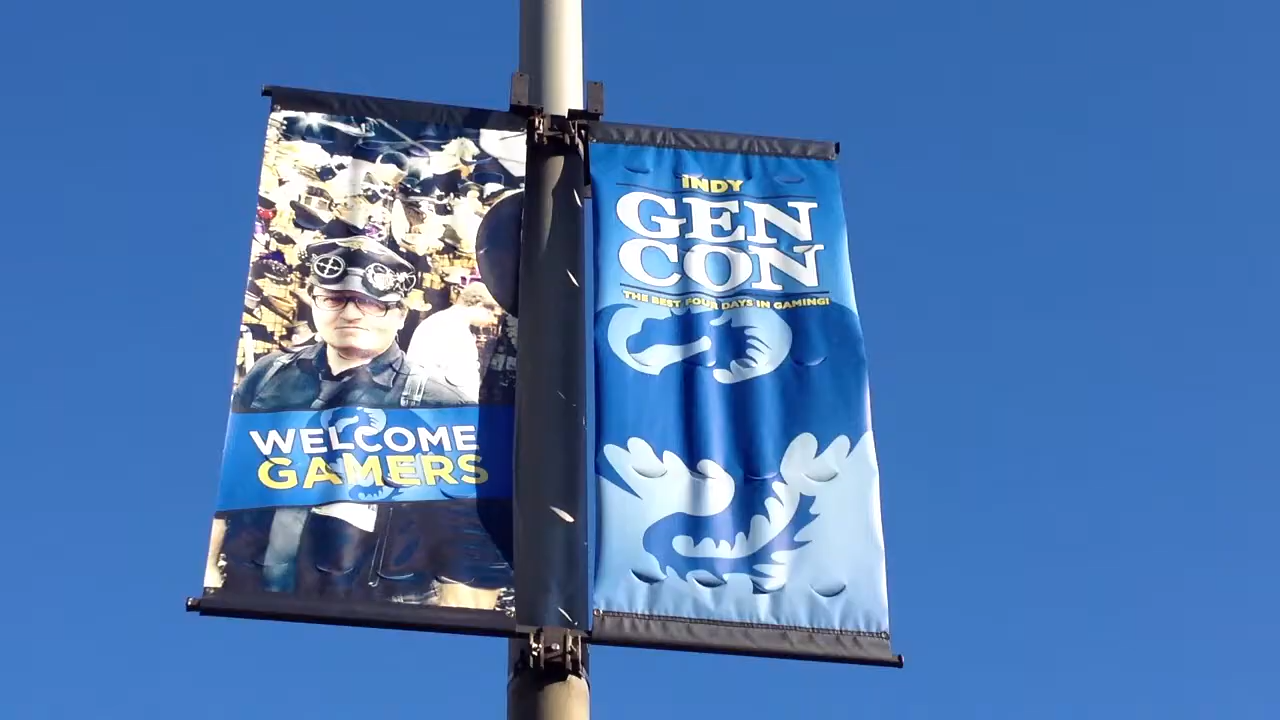 WELCOME
GAMERS
INDY
GEN
CON
THE BEST FOUR DAYS IN GAMING!